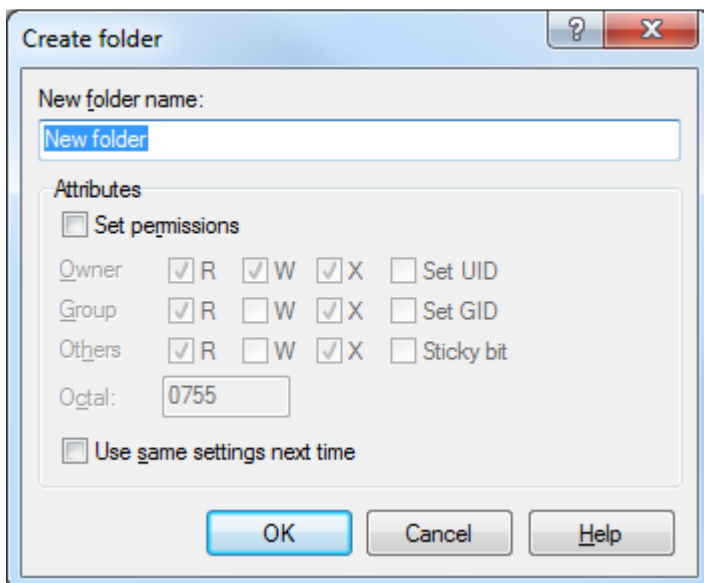 Create folder
New folder name:
New folder
Attributes
Set permissions
Owner R W X Set UID
Group R W X Set GID
Others R W X Sticky bit
Octal: 0755
Use same settings next time
OK Cancel Help